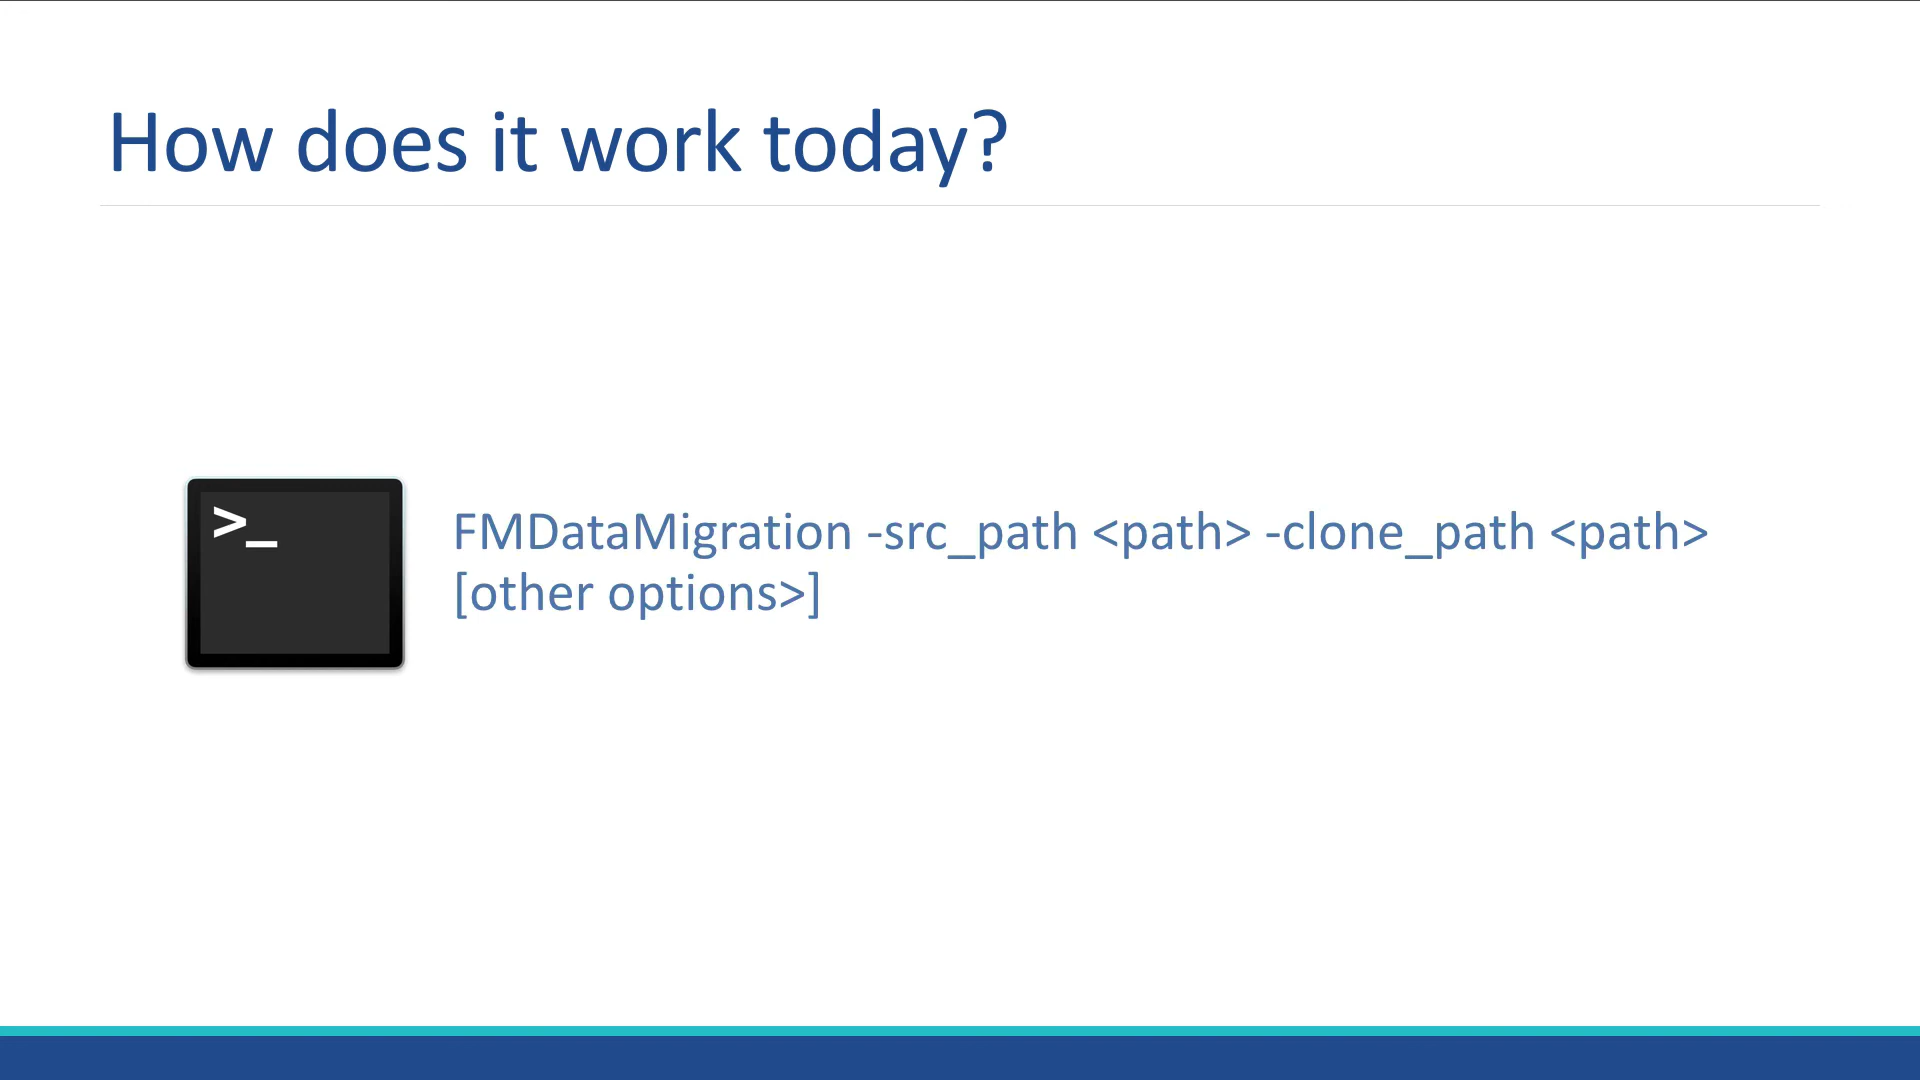 How does it work today?
>_
FMDataMigration -src_path <path> -clone_path <path>
[other options>]